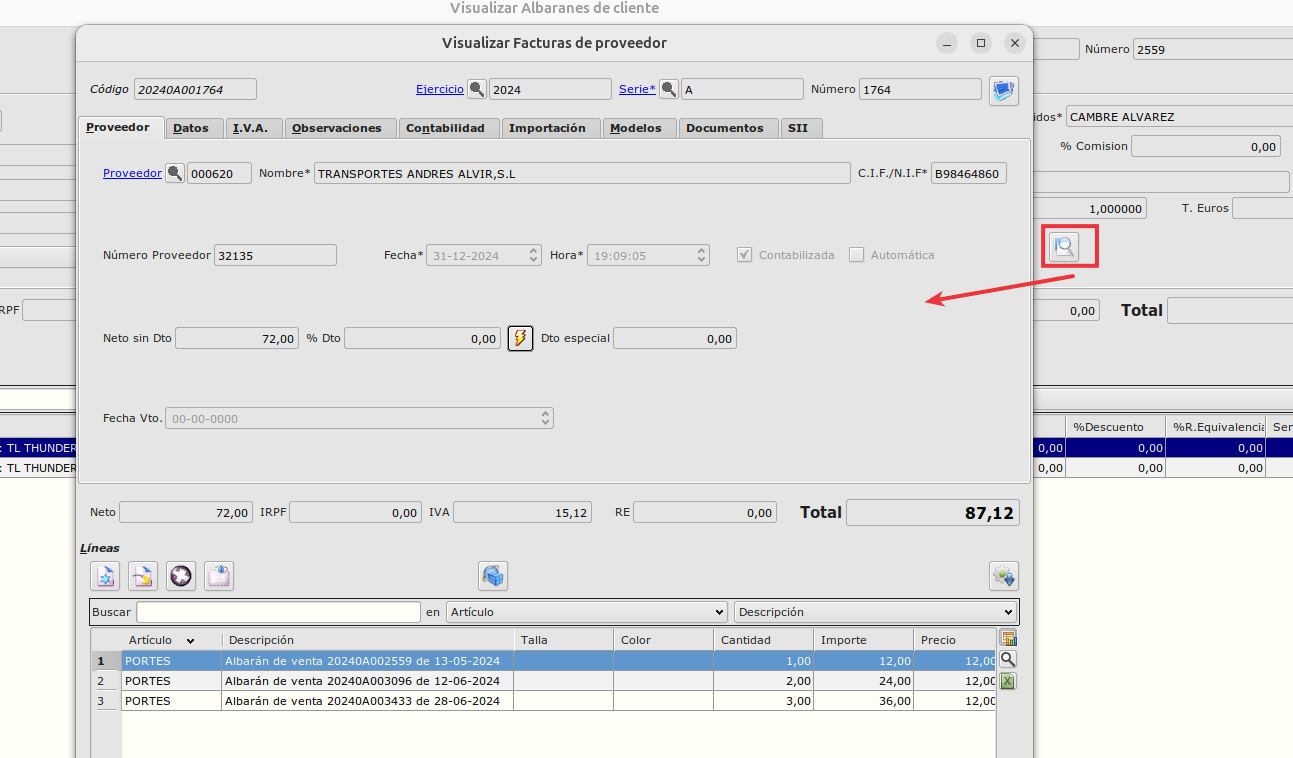 Visualizar Albaranes de cliente
Visualizar Facturas de proveedor
Número 2559
Código 20240A001764 Ejercicio 2024 Serie* A Número 1764
idos* CAMBRE ALVAREZ
Proveedor Datos I.V.A. Observaciones Contabilidad Importación Modelos Documentos SII
% Comision 0,00
Proveedor 000620 Nombre* TRANSPORTES ANDRES ALVIR,S.L C.I.F./N.I.F* B98464860
1,000000 T. Euros
Número Proveedor 32135 Fecha* 31-12-2024 Hora* 19:09:05 Contabilizada Automática
RPF
0,00 Total
Neto sin Dto 72,00 % Dto 0,00 Dto especial 0,00
Fecha Vto. 00-00-0000
%Descuento %R.Equivalencia Ser
: TL THUNDER 0,00 0,00 0,00
: TL THUNDER 0,00 0,00 0,00
Neto 72,00 IRPF 0,00 IVA 15,12 RE 0,00 Total 87,12
Líneas
Buscar en Artículo Descripción
Artículo Descripción Talla Color Cantidad Importe Precio
1 PORTES Albarán de venta 20240A002559 de 13-05-2024 1,00 12,00 12,00
2 PORTES Albarán de venta 20240A003096 de 12-06-2024 2,00 24,00 12,00
3 PORTES Albarán de venta 20240A003433 de 28-06-2024 3,00 36,00 12,00